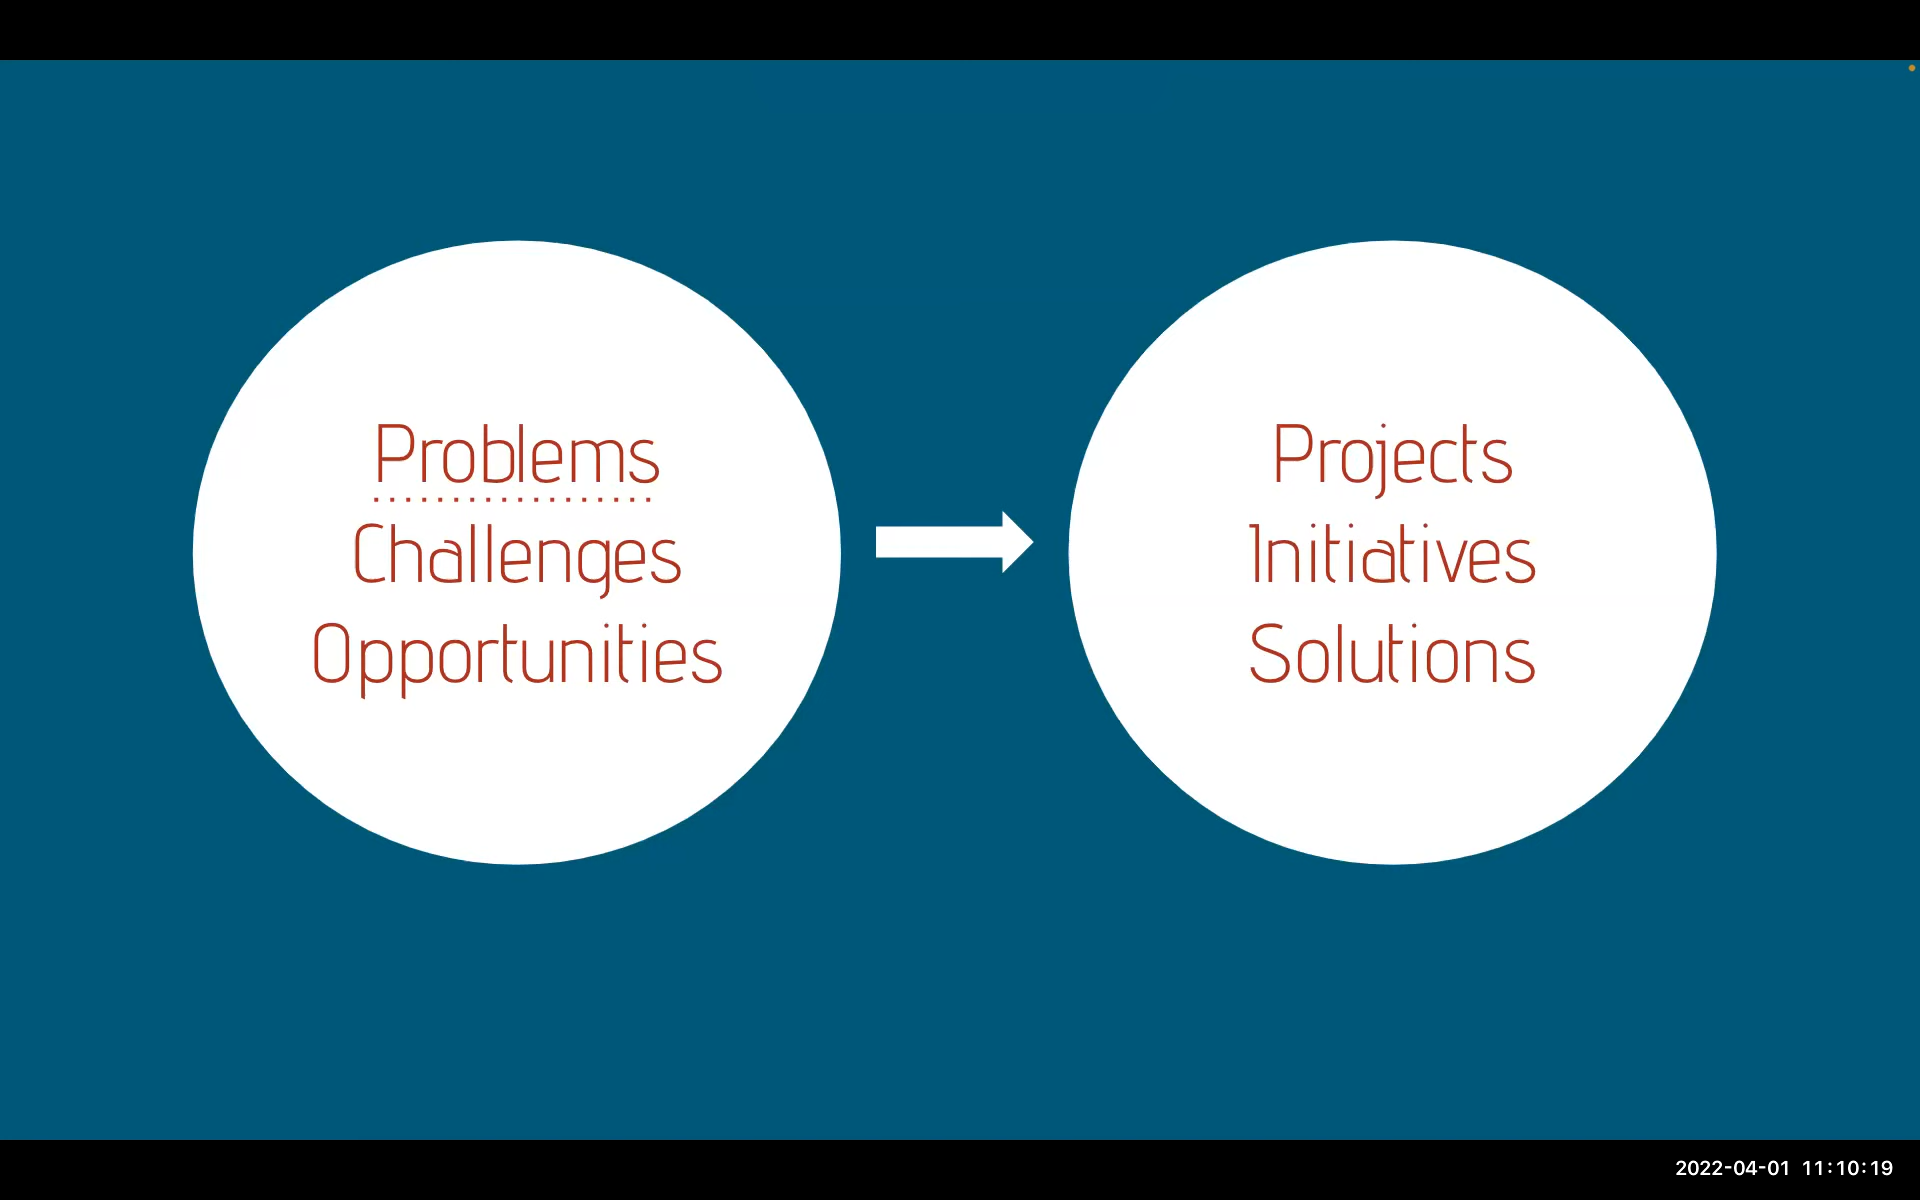 Problems
Challenges
Opportunities
Projects
Initiatives
Solutions
2022-04-01 11:10:19